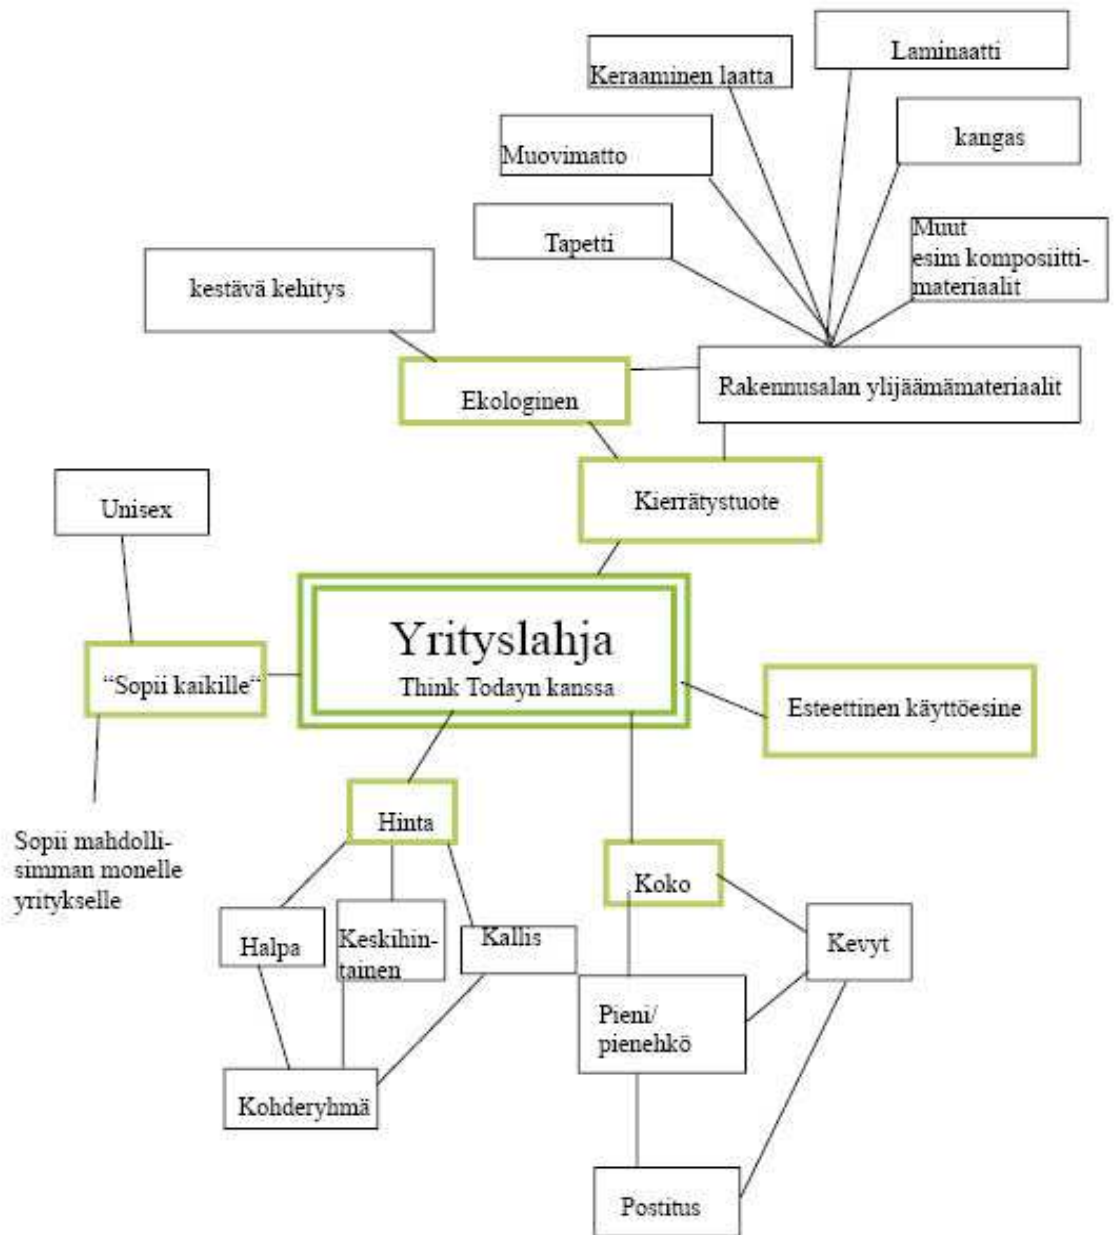 Laminaatti
Keraaminen laatta
kangas
Muovimatto
Tapetti
Muut
esim komposiitti-
materiaalit
kestävä kehitys
Rakennusalan ylijäämämateriaalit
Ekologinen
Kierrätystuote
Unisex
Yrityslahja
Think Todayn kanssa
“Sopii kaikille“
Esteettinen käyttöesine
Hinta
Sopii mahdolli-
simman monelle
yritykselle
Koko
Halpa
Keskihin-
tainen
Kallis
Kevyt
Pieni/
pienehkö
Kohderyhmä
Postitus